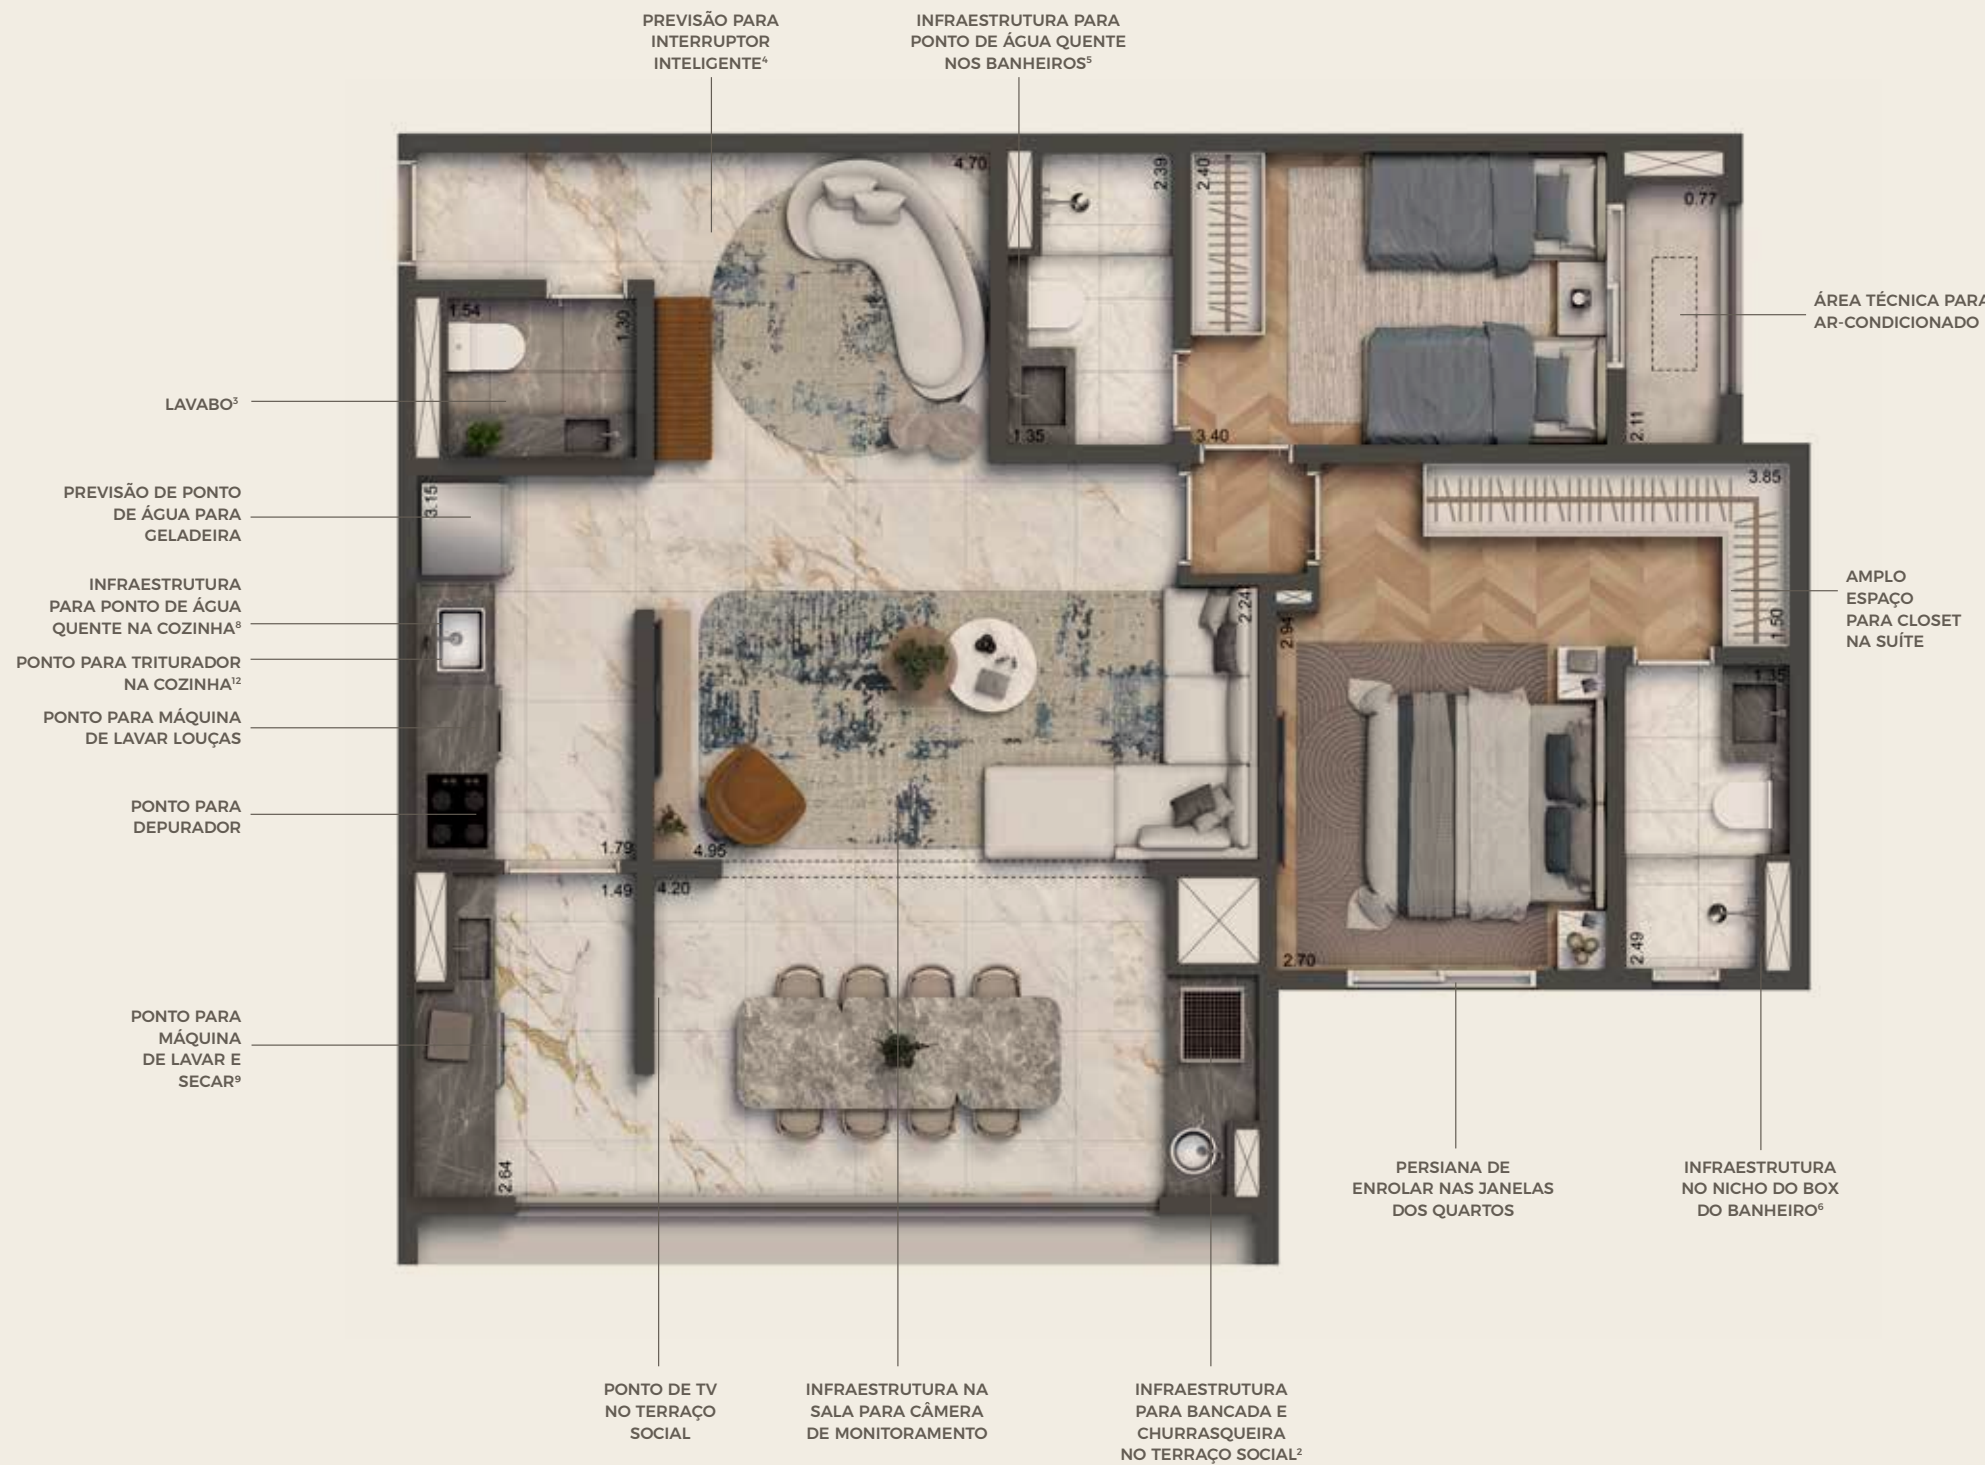 PREVISÃO PARA
INTERRUPTOR
INTELIGENTE⁴
INFRAESTRUTURA PARA
PONTO DE ÁGUA QUENTE
NOS BANHEIROS⁵
4.70
2.39
2.40
0.77
ÁREA TÉCNICA PARA
AR-CONDICIONADO
1.54
1.30
LAVABO³
1.35
3.40
2.11
PREVISÃO DE PONTO
DE ÁGUA PARA
GELADEIRA
3.15
3.85
INFRAESTRUTURA
PARA PONTO DE ÁGUA
QUENTE NA COZINHA⁸
PONTO PARA TRITURADOR
NA COZINHA¹²
PONTO PARA MÁQUINA
DE LAVAR LOUÇAS
PONTO PARA
DEPURADOR
2.24
2.94
1.50
AMPLO
ESPAÇO
PARA CLOSET
NA SUÍTE
1.35
1.79
4.95
1.49
4.20
2.70
2.49
PONTO PARA
MÁQUINA
DE LAVAR E
SECAR⁹
2.64
PERSIANA DE
ENROLAR NAS JANELAS
DOS QUARTOS
INFRAESTRUTURA
NO NICHO DO BOX
DO BANHEIRO⁶
PONTO DE TV
NO TERRAÇO
SOCIAL
INFRAESTRUTURA NA
SALA PARA CÂMERA
DE MONITORAMENTO
INFRAESTRUTURA
PARA BANCADA E
CHURRASQUEIRA
NO TERRAÇO SOCIAL²